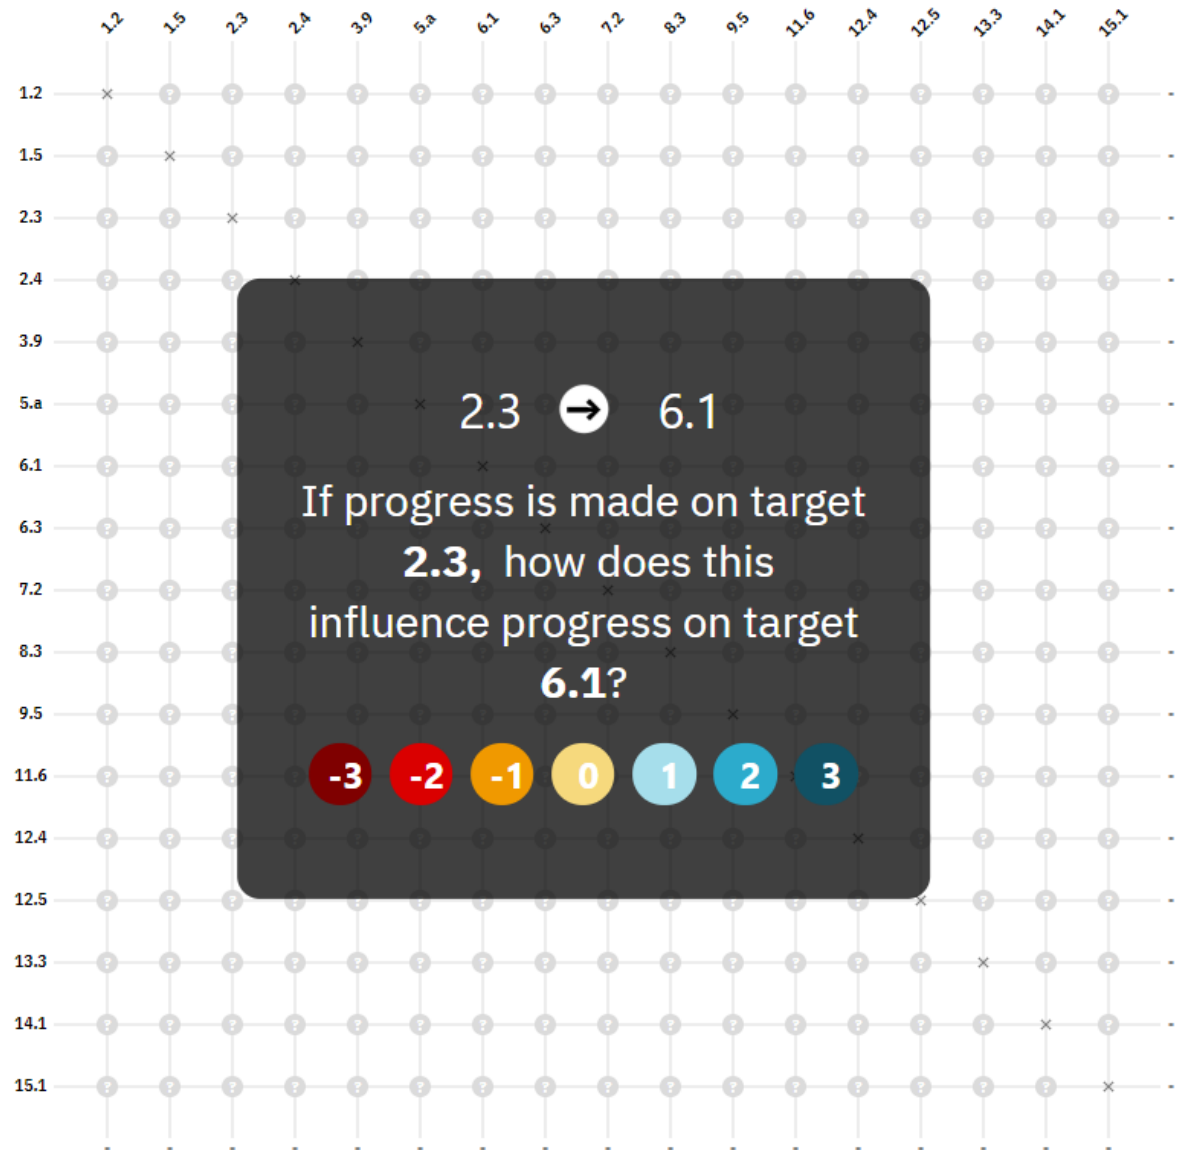 1.2 1.5 2.3 2.4 3.9 5.a 6.1 6.3 7.2 8.3 9.5 11.6 12.4 12.5 13.3 14.1 15.1
1.2 ? ? ? ? ? ? ? ? ? ? ? ? ? ? ? ? -
1.5 ? ? ? ? ? ? ? ? ? ? ? ? ? ? ? ? -
2.3 ? ? ? ? ? ? ? ? ? ? ? ? ? ? ? ? -
2.4
3.9
5.a
6.1
6.3
7.2
8.3
9.5
11.6
12.4
12.5
13.3
14.1
15.1
2.3 → 6.1
If progress is made on target
2.3, how does this
influence progress on target
6.1?
-3 -2 -1 0 1 2 3